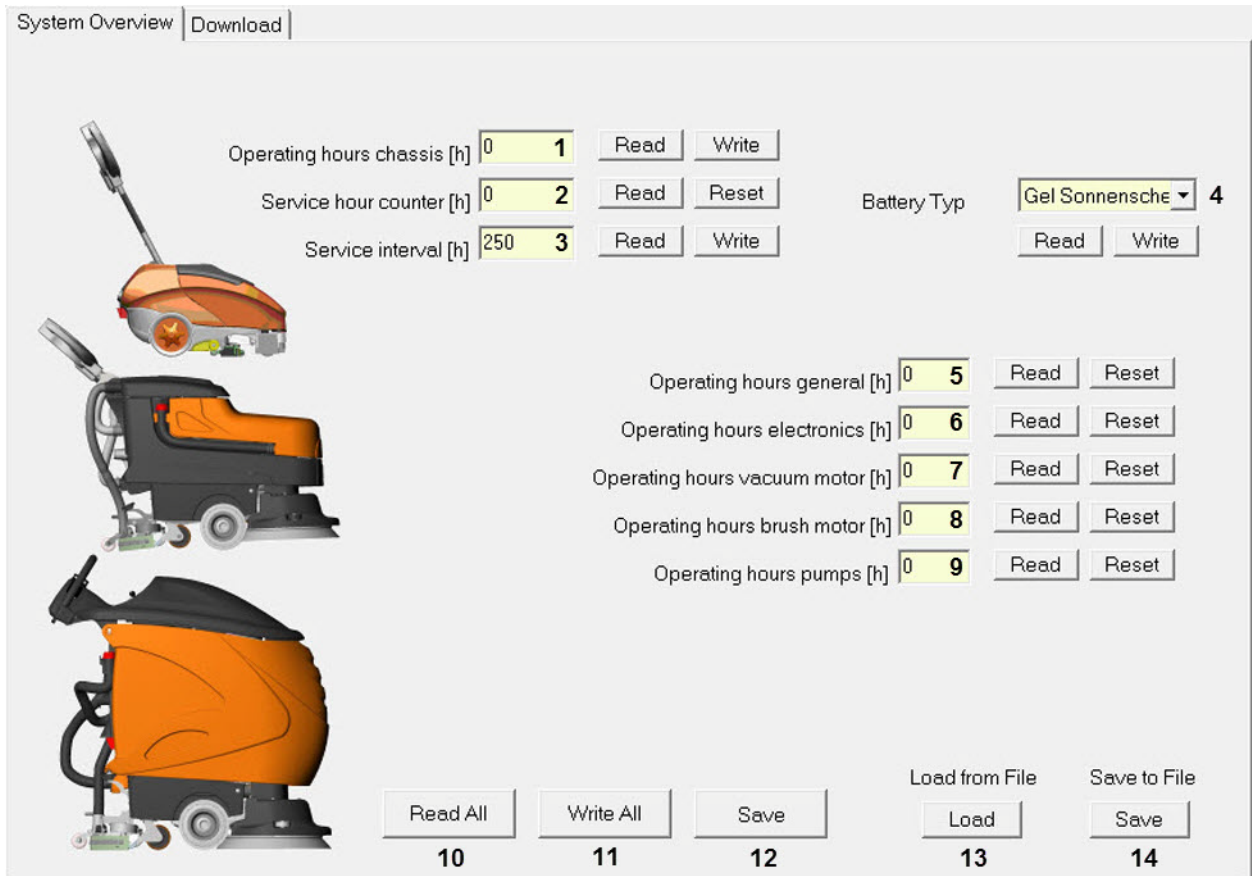 System Overview Download
Operating hours chassis [h] 0 1 Read Write
Service hour counter [h] 0 2 Read Reset
Battery Typ Gel Sonnensche 4
Service interval [h] 250 3 Read Write
Read Write
Operating hours general [h] 0 5 Read Reset
Operating hours electronics [h] 0 6 Read Reset
Operating hours vacuum motor [h] 0 7 Read Reset
Operating hours brush motor [h] 0 8 Read Reset
Operating hours pumps [h] 0 9 Read Reset
Load from File Save to File
Read All Write All Save Load Save
10 11 12 13 14